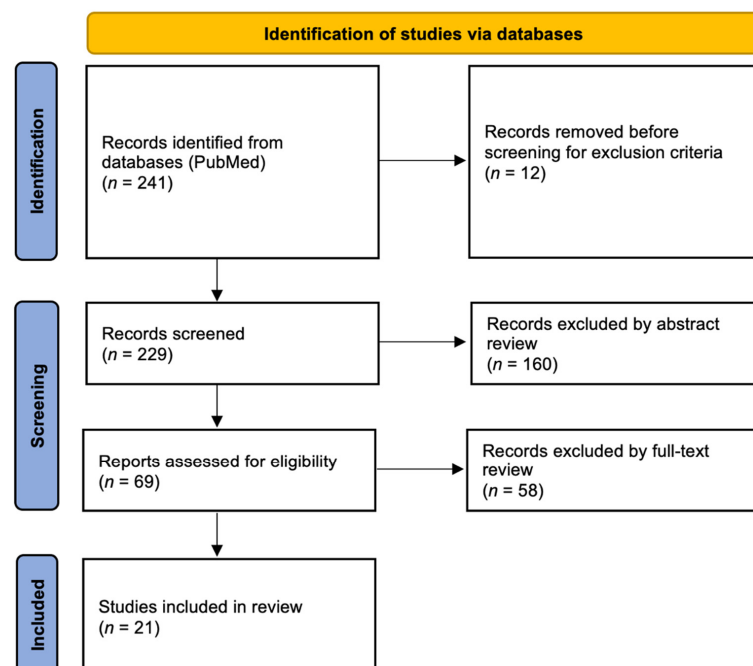 Identification of studies via databases
Identification
Records identified from
databases (PubMed)
(n = 241)
Records removed before
screening for exclusion criteria
(n = 12)
Screening
Records screened
(n = 229)
Records excluded by abstract
review
(n = 160)
Reports assessed for eligibility
(n = 69)
Records excluded by full-text
review
(n = 58)
Included
Studies included in review
(n = 21)